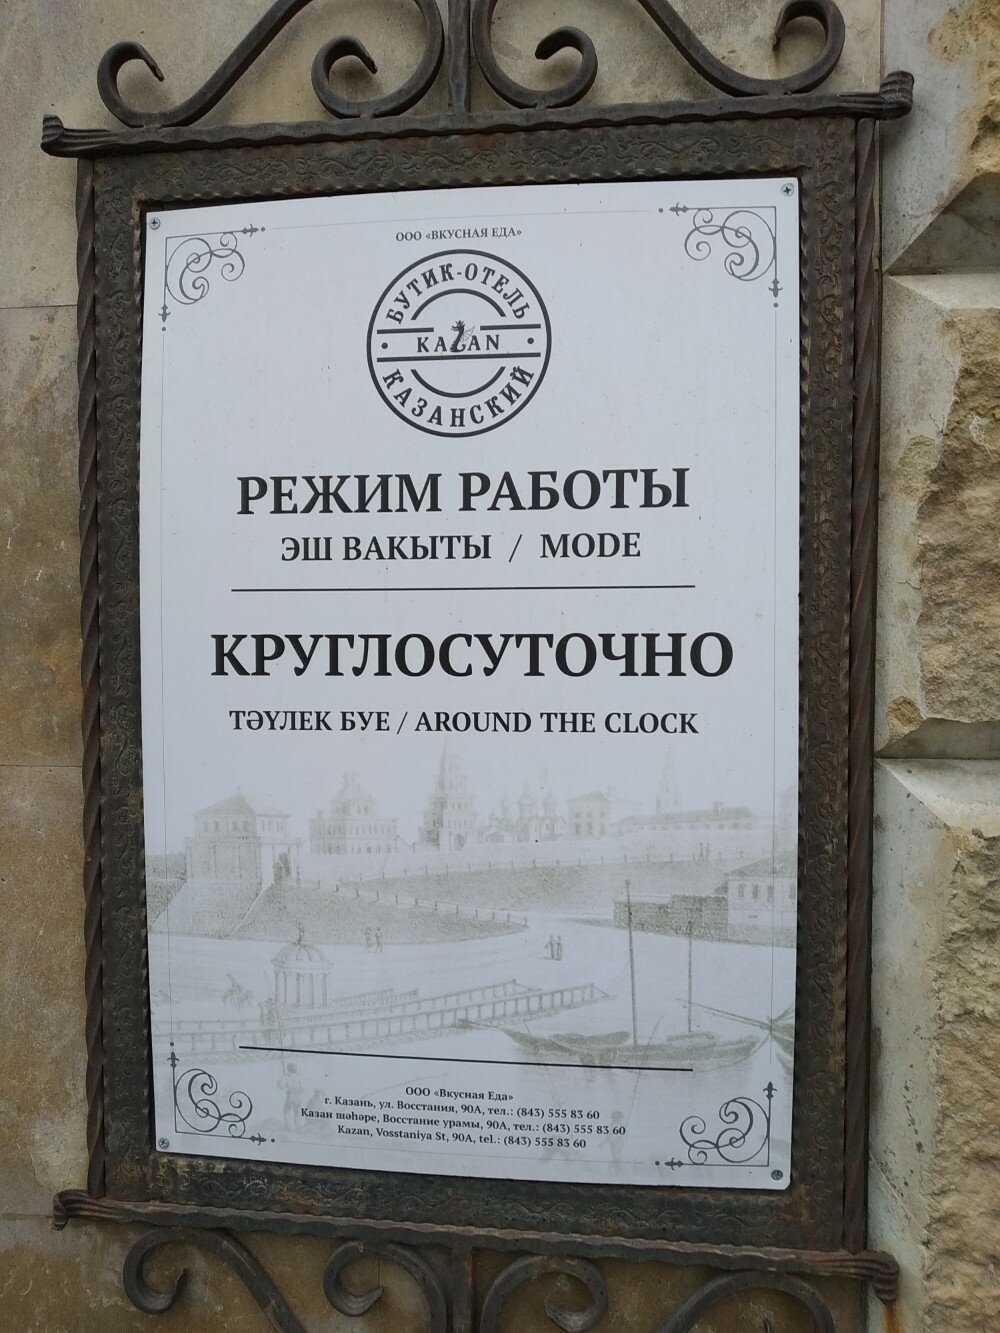 ООО «ВКУСНАЯ ЕДА»
БУТИК-ОТЕЛЬ
KAZAN
КАЗАНСКИЙ
РЕЖИМ РАБОТЫ
ЭШ ВАКЫТЫ / MODE
КРУГЛОСУТОЧНО
ТӘҮЛЕК БУЕ / AROUND THE CLOCK
ООО «Вкусная Еда»
г. Казань, ул. Восстания, 90А, тел.: (843) 555 83 60
Казан шәһәре, Восстание урамы, 90А, тел.: (843) 555 83 60
Kazan, Vosstaniya St, 90A, tel.: (843) 555 83 60